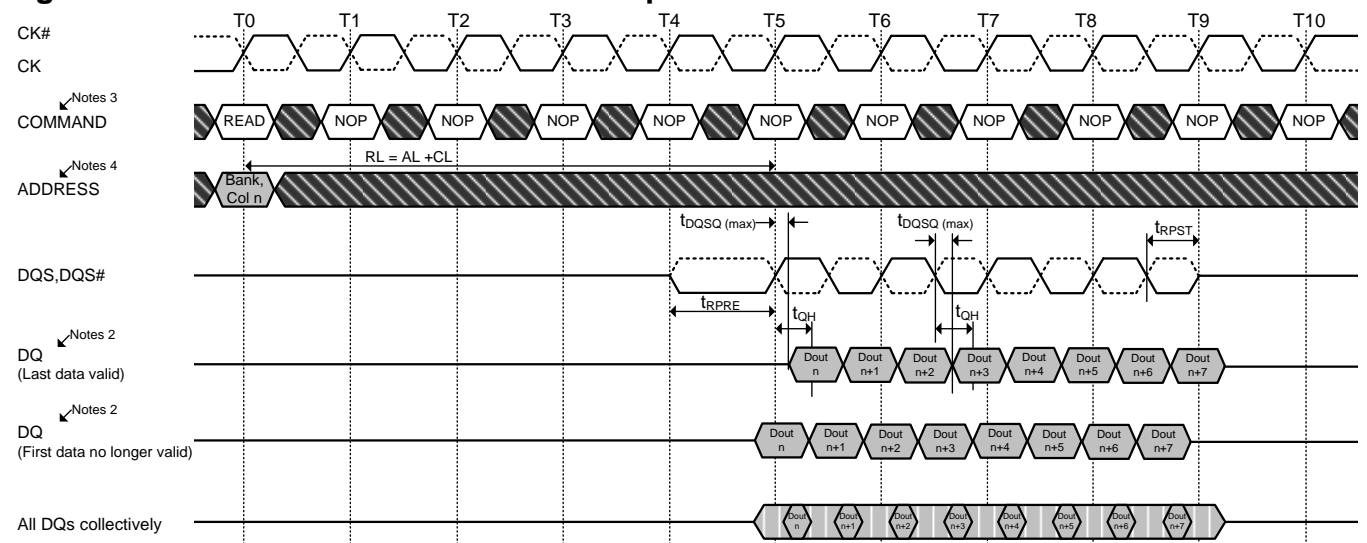 T0 T1 T2 T3 T4 T5 T6 T7 T8 T9 T10
CK#
CK
Notes 3
COMMAND
READ NOP NOP NOP NOP NOP NOP NOP NOP NOP NOP
Notes 4
ADDRESS
RL = AL +CL
Bank,
Col n
tDQSQ (max) tDQSQ (max) tRPST
DQS,DQS#
tRPRE tQH tQH
Notes 2
DQ
(Last data valid)
Dout Dout Dout Dout Dout Dout Dout Dout
n n+1 n+2 n+3 n+4 n+5 n+6 n+7
Notes 2
DQ
(First data no longer valid)
Dout Dout Dout Dout Dout Dout Dout Dout
n n+1 n+2 n+3 n+4 n+5 n+6 n+7
All DQs collectively
Dout Dout Dout Dout Dout Dout Dout Dout
n n+1 n+2 n+3 n+4 n+5 n+6 n+7